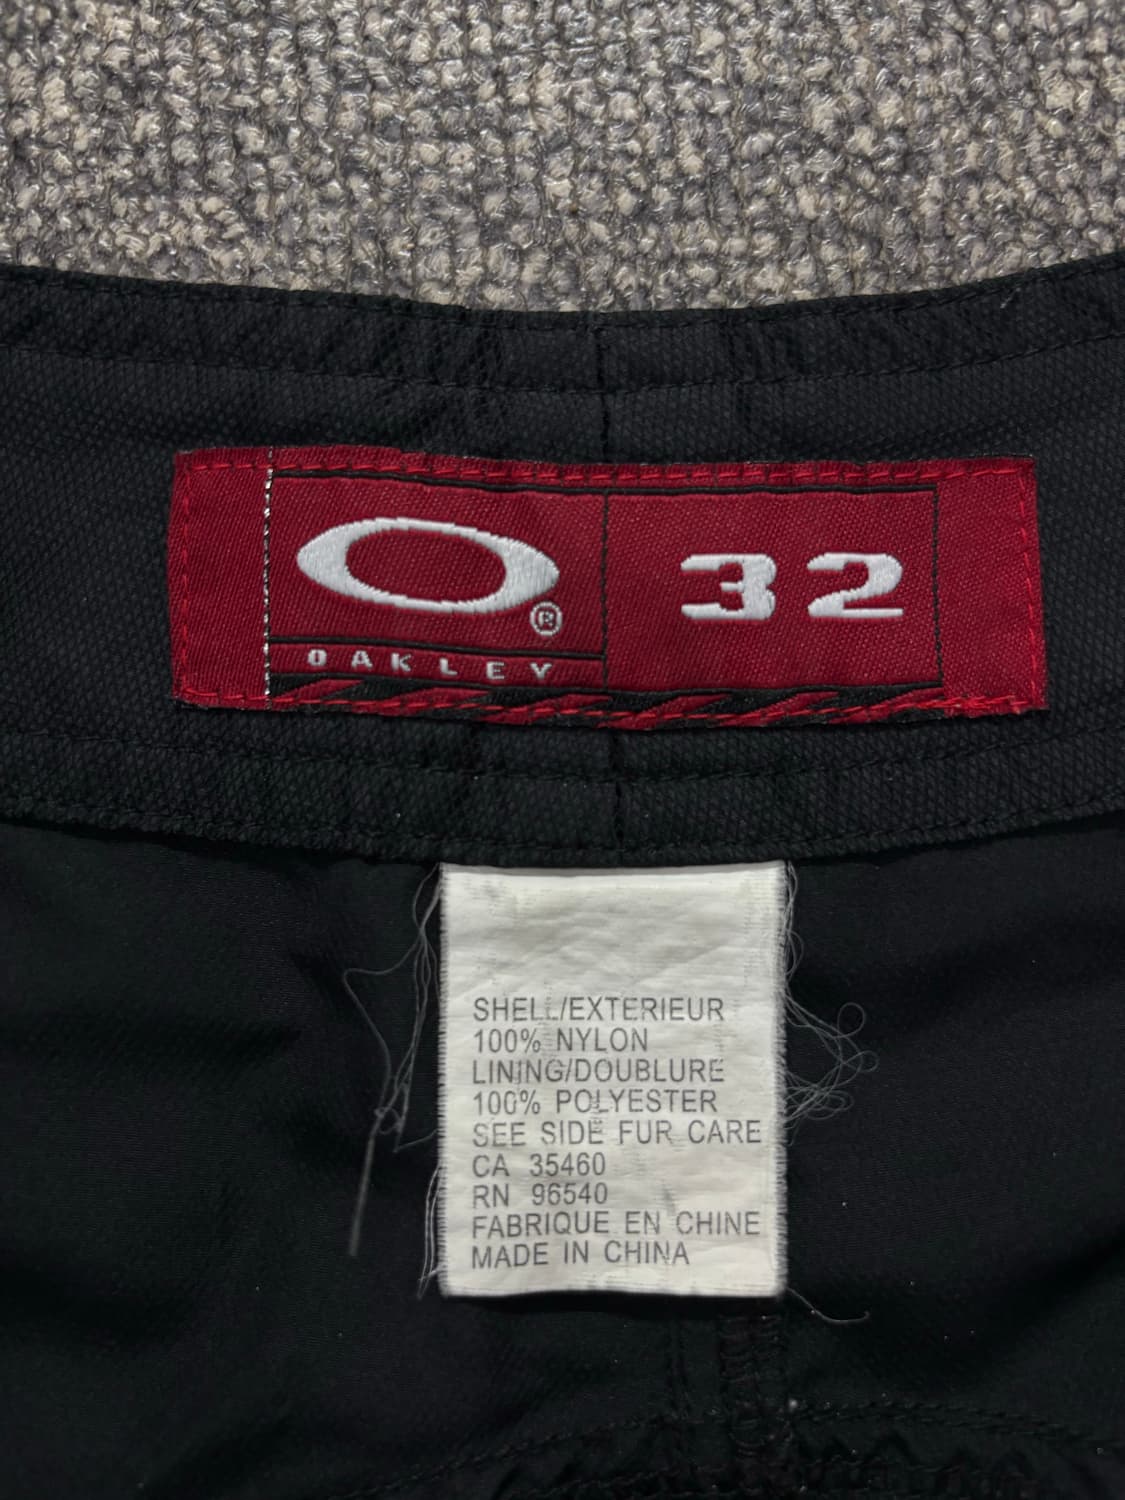 32
®
OAKLEY
SHELL/EXTERIEUR
100% NYLON
LINING/DOUBLURE
100% POLYESTER
SEE SIDE FUR CARE
CA 35460
RN 96540
FABRIQUE EN CHINE
MADE IN CHINA